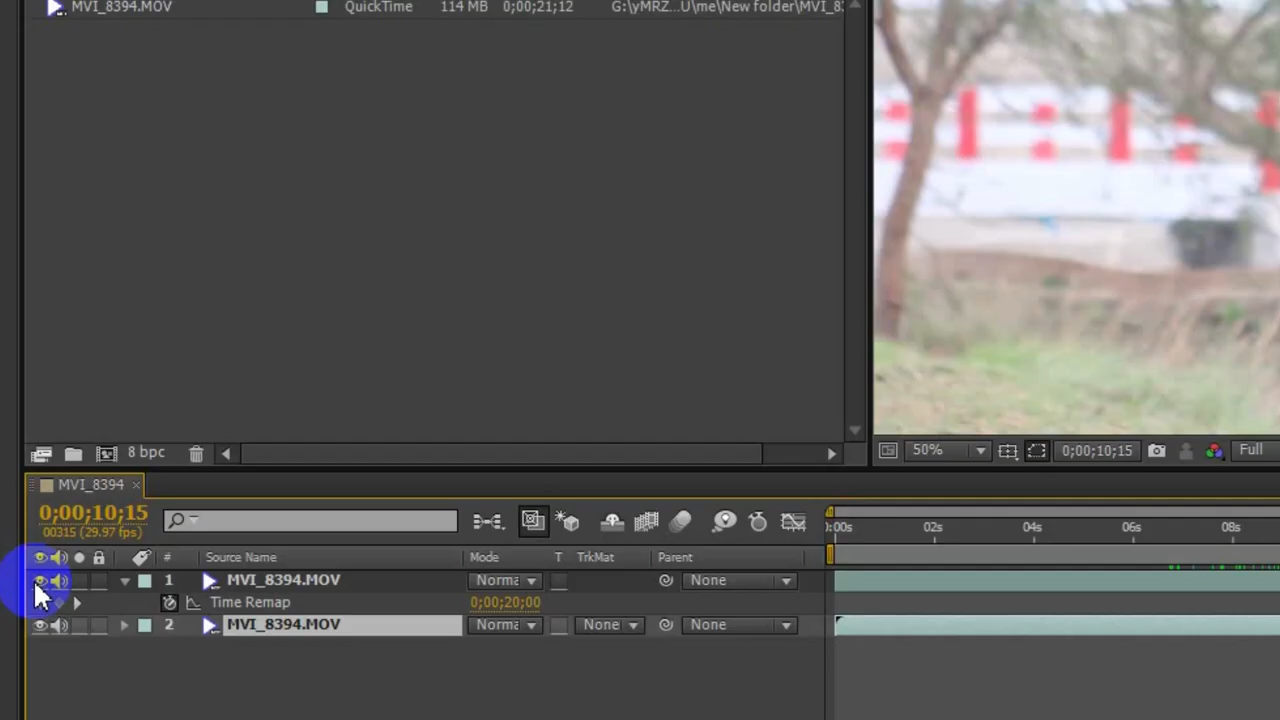 MVI_8394.MOV QuickTime 114 MB 0;00;21;12 G:\yMRZ...U\me\New folder\MVI_8
8 bpc
50% 0;00;10;15 Full
MVI_8394 ×
0;00;10;15
00315 (29.97 fps)
:00s 02s 04s 06s 08s
# Source Name Mode T TrkMat Parent
1 MVI_8394.MOV Norma None
Time Remap 0;00;20;00
2 MVI_8394.MOV Norma None None